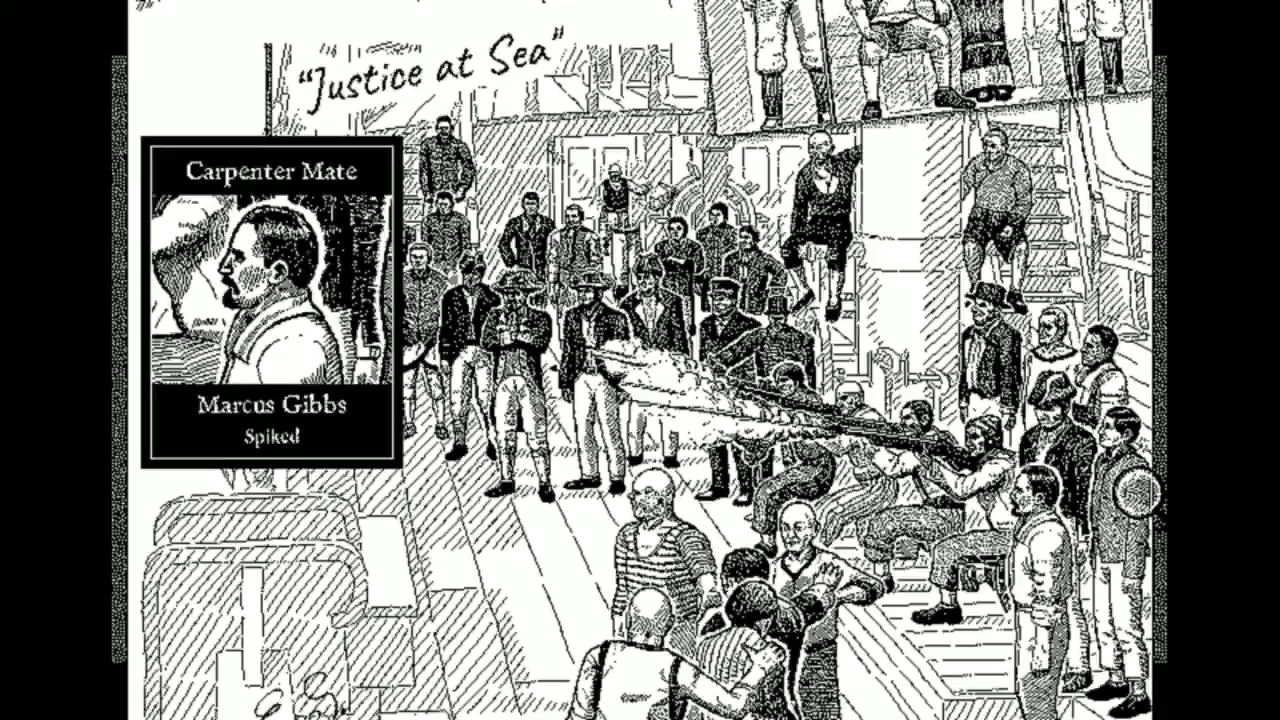 “Justice at Sea”
Carpenter Mate
Marcus Gibbs
Spiked